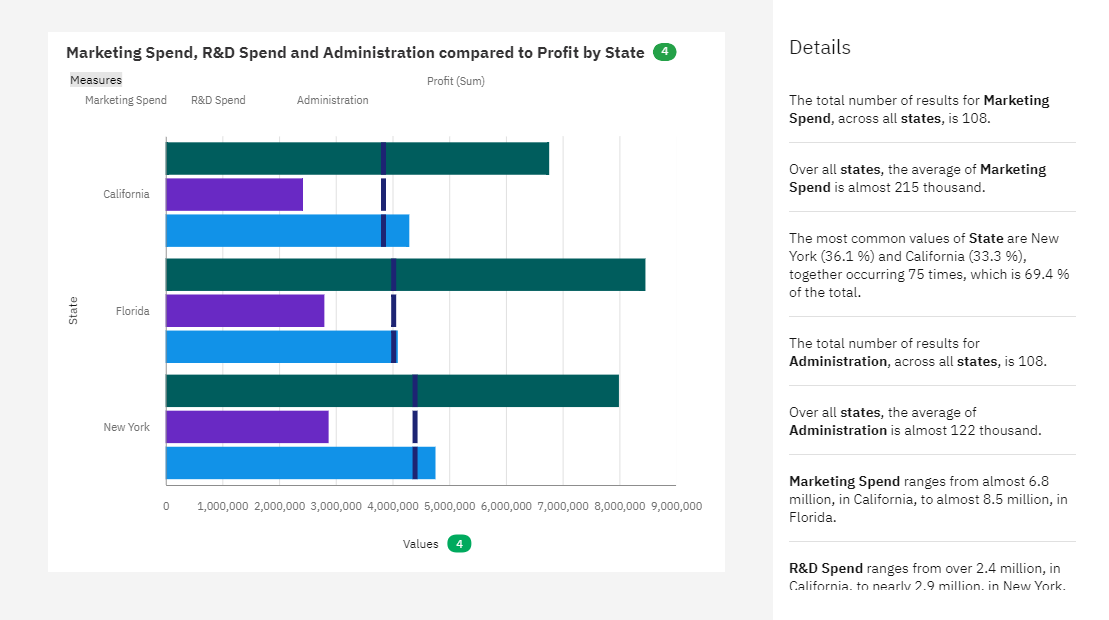 Marketing Spend, R&D Spend and Administration compared to Profit by State 4
Measures
Profit (Sum)
Marketing Spend R&D Spend Administration
State
California
Florida
New York
0 1,000,000 2,000,000 3,000,000 4,000,000 5,000,000 6,000,000 7,000,000 8,000,000 9,000,000
Values 4
Details
The total number of results for Marketing
Spend, across all states, is 108.
Over all states, the average of Marketing
Spend is almost 215 thousand.
The most common values of State are New
York (36.1 %) and California (33.3 %),
together occurring 75 times, which is 69.4 %
of the total.
The total number of results for
Administration, across all states, is 108.
Over all states, the average of
Administration is almost 122 thousand.
Marketing Spend ranges from almost 6.8
million, in California, to almost 8.5 million, in
Florida.
R&D Spend ranges from over 2.4 million, in
California, to nearly 2.9 million, in New York.